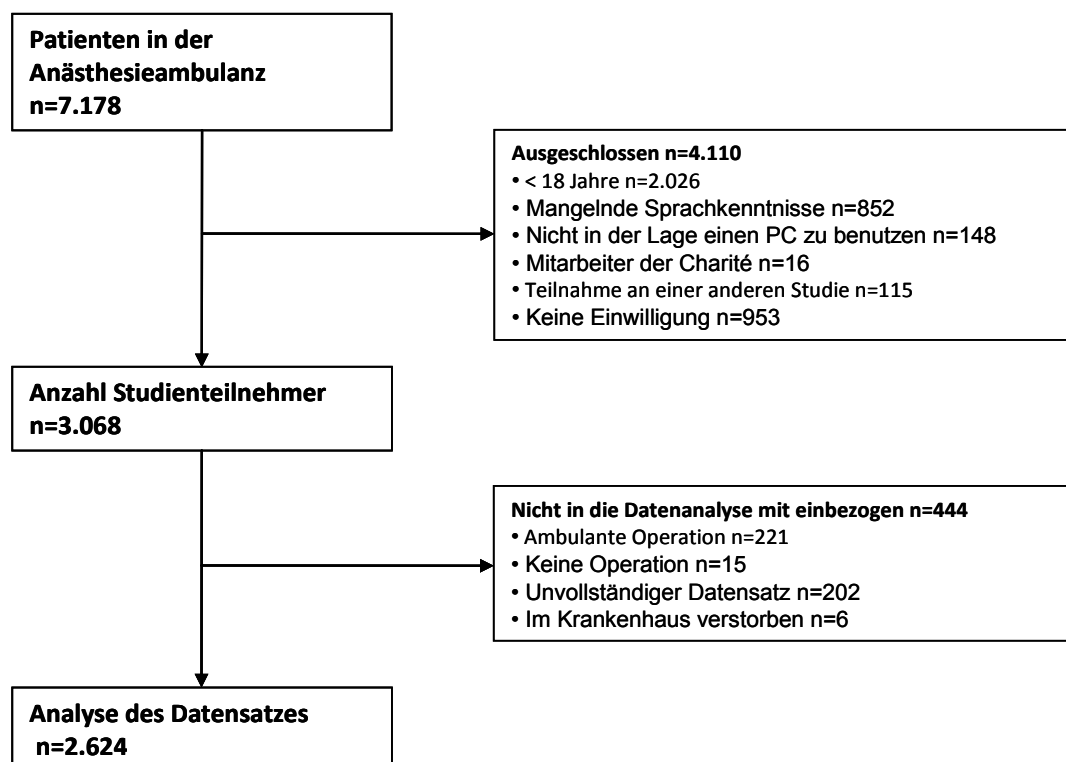 Patienten in der
Anästhesieambulanz
n=7.178
Ausgeschlossen n=4.110
• < 18 Jahre n=2.026
• Mangelnde Sprachkenntnisse n=852
• Nicht in der Lage einen PC zu benutzen n=148
• Mitarbeiter der Charité n=16
• Teilnahme an einer anderen Studie n=115
• Keine Einwilligung n=953
Anzahl Studienteilnehmer
n=3.068
Nicht in die Datenanalyse mit einbezogen n=444
• Ambulante Operation n=221
• Keine Operation n=15
• Unvollständiger Datensatz n=202
• Im Krankenhaus verstorben n=6
Analyse des Datensatzes
n=2.624